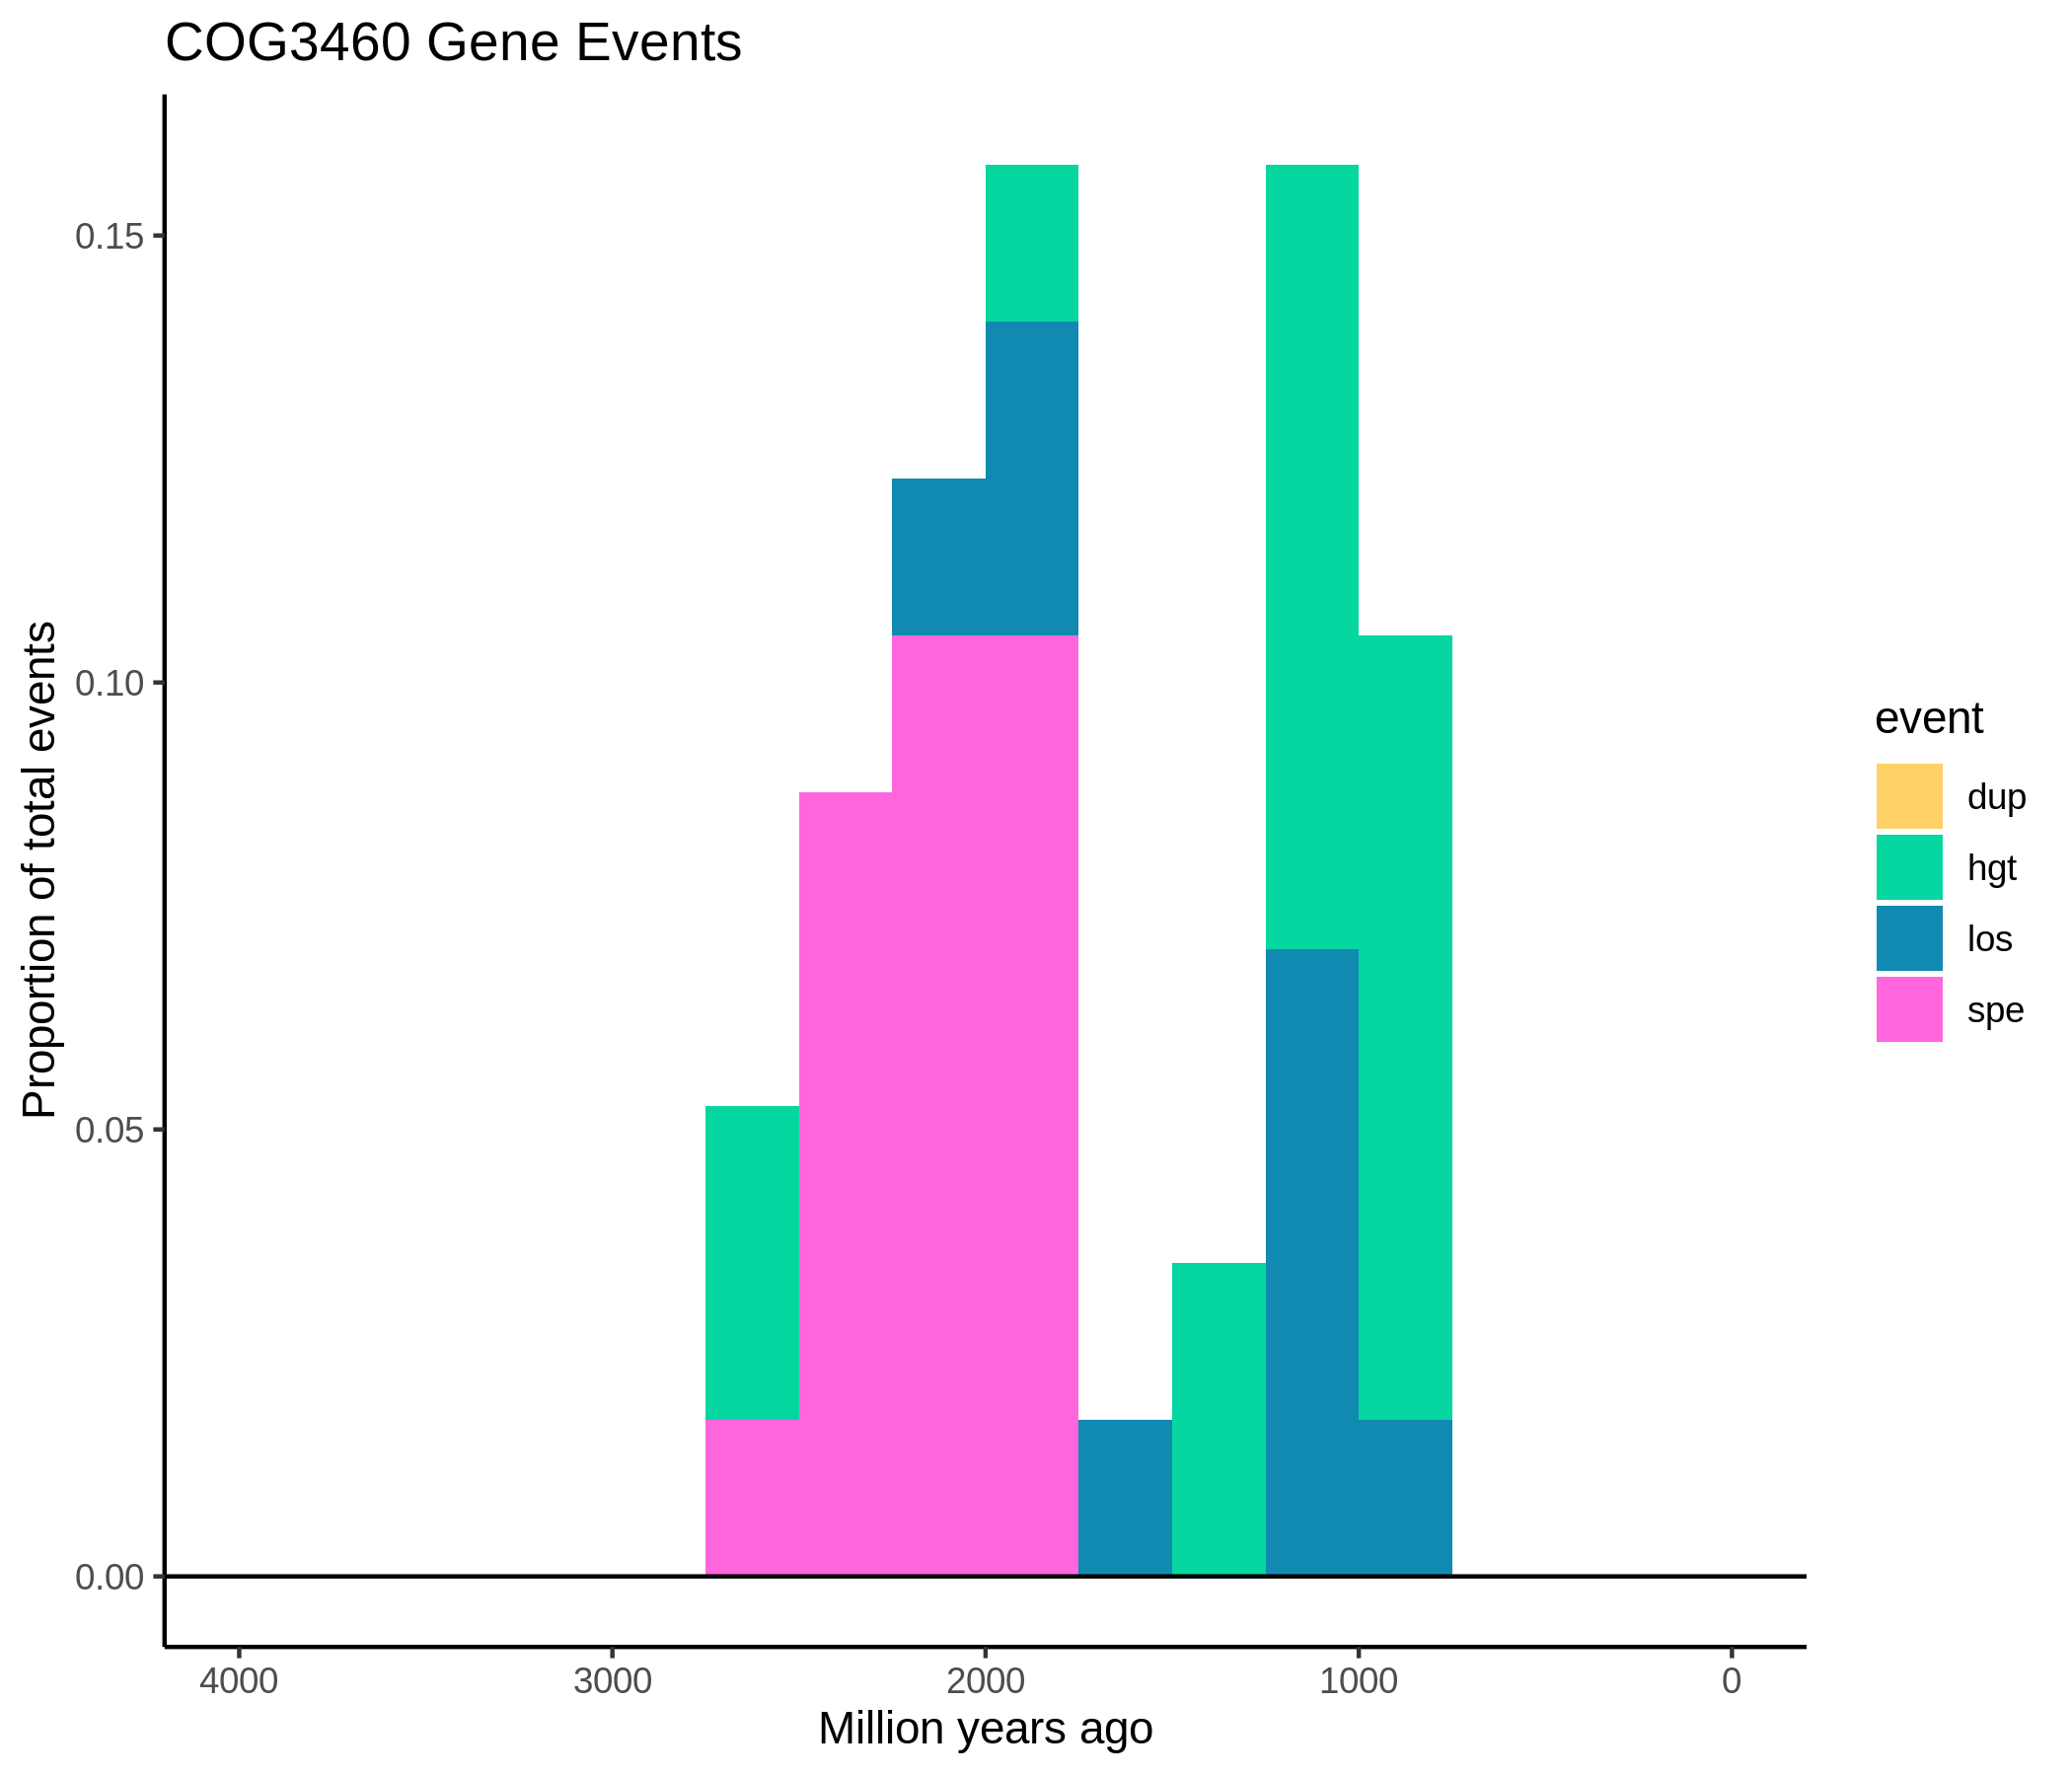 COG3460 Gene Events
Proportion of total events
0.15
0.10
0.05
0.00
4000 3000 2000 1000 0
Million years ago
event
dup
hgt
los
spe